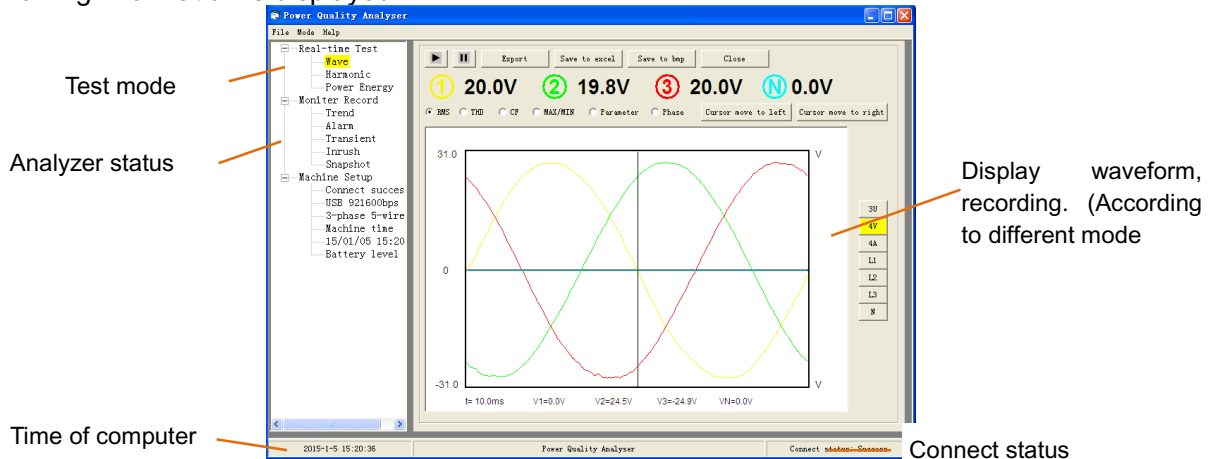 Power Quality Analyser
File Mode Help
Real-time Test
Wave
Harmonic
Power Energy
Moniter Record
Trend
Alarm
Transient
Inrush
Snapshot
Machine Setup
Connect succes
USB 921600bps
3-phase 5-wire
Machine time
15/01/05 15:20
Battery level
Export Save to excel Save to bmp Close
1 20.0V 2 19.8V 3 20.0V N 0.0V
RMS THD CF MAX/MIN Parameter Phase Cursor move to left Cursor move to right
31.0 V
0
-31.0 V
t= 10.0ms V1=0.0V V2=24.5V V3=-24.9V VN=0.0V
3U
4V
4A
L1
L2
L3
N
2015-1-5 15:20:36 Power Quality Analyser Connect status: Success
Test mode
Analyzer status
Time of computer
Display waveform,
recording. (According
to different mode
Connect status